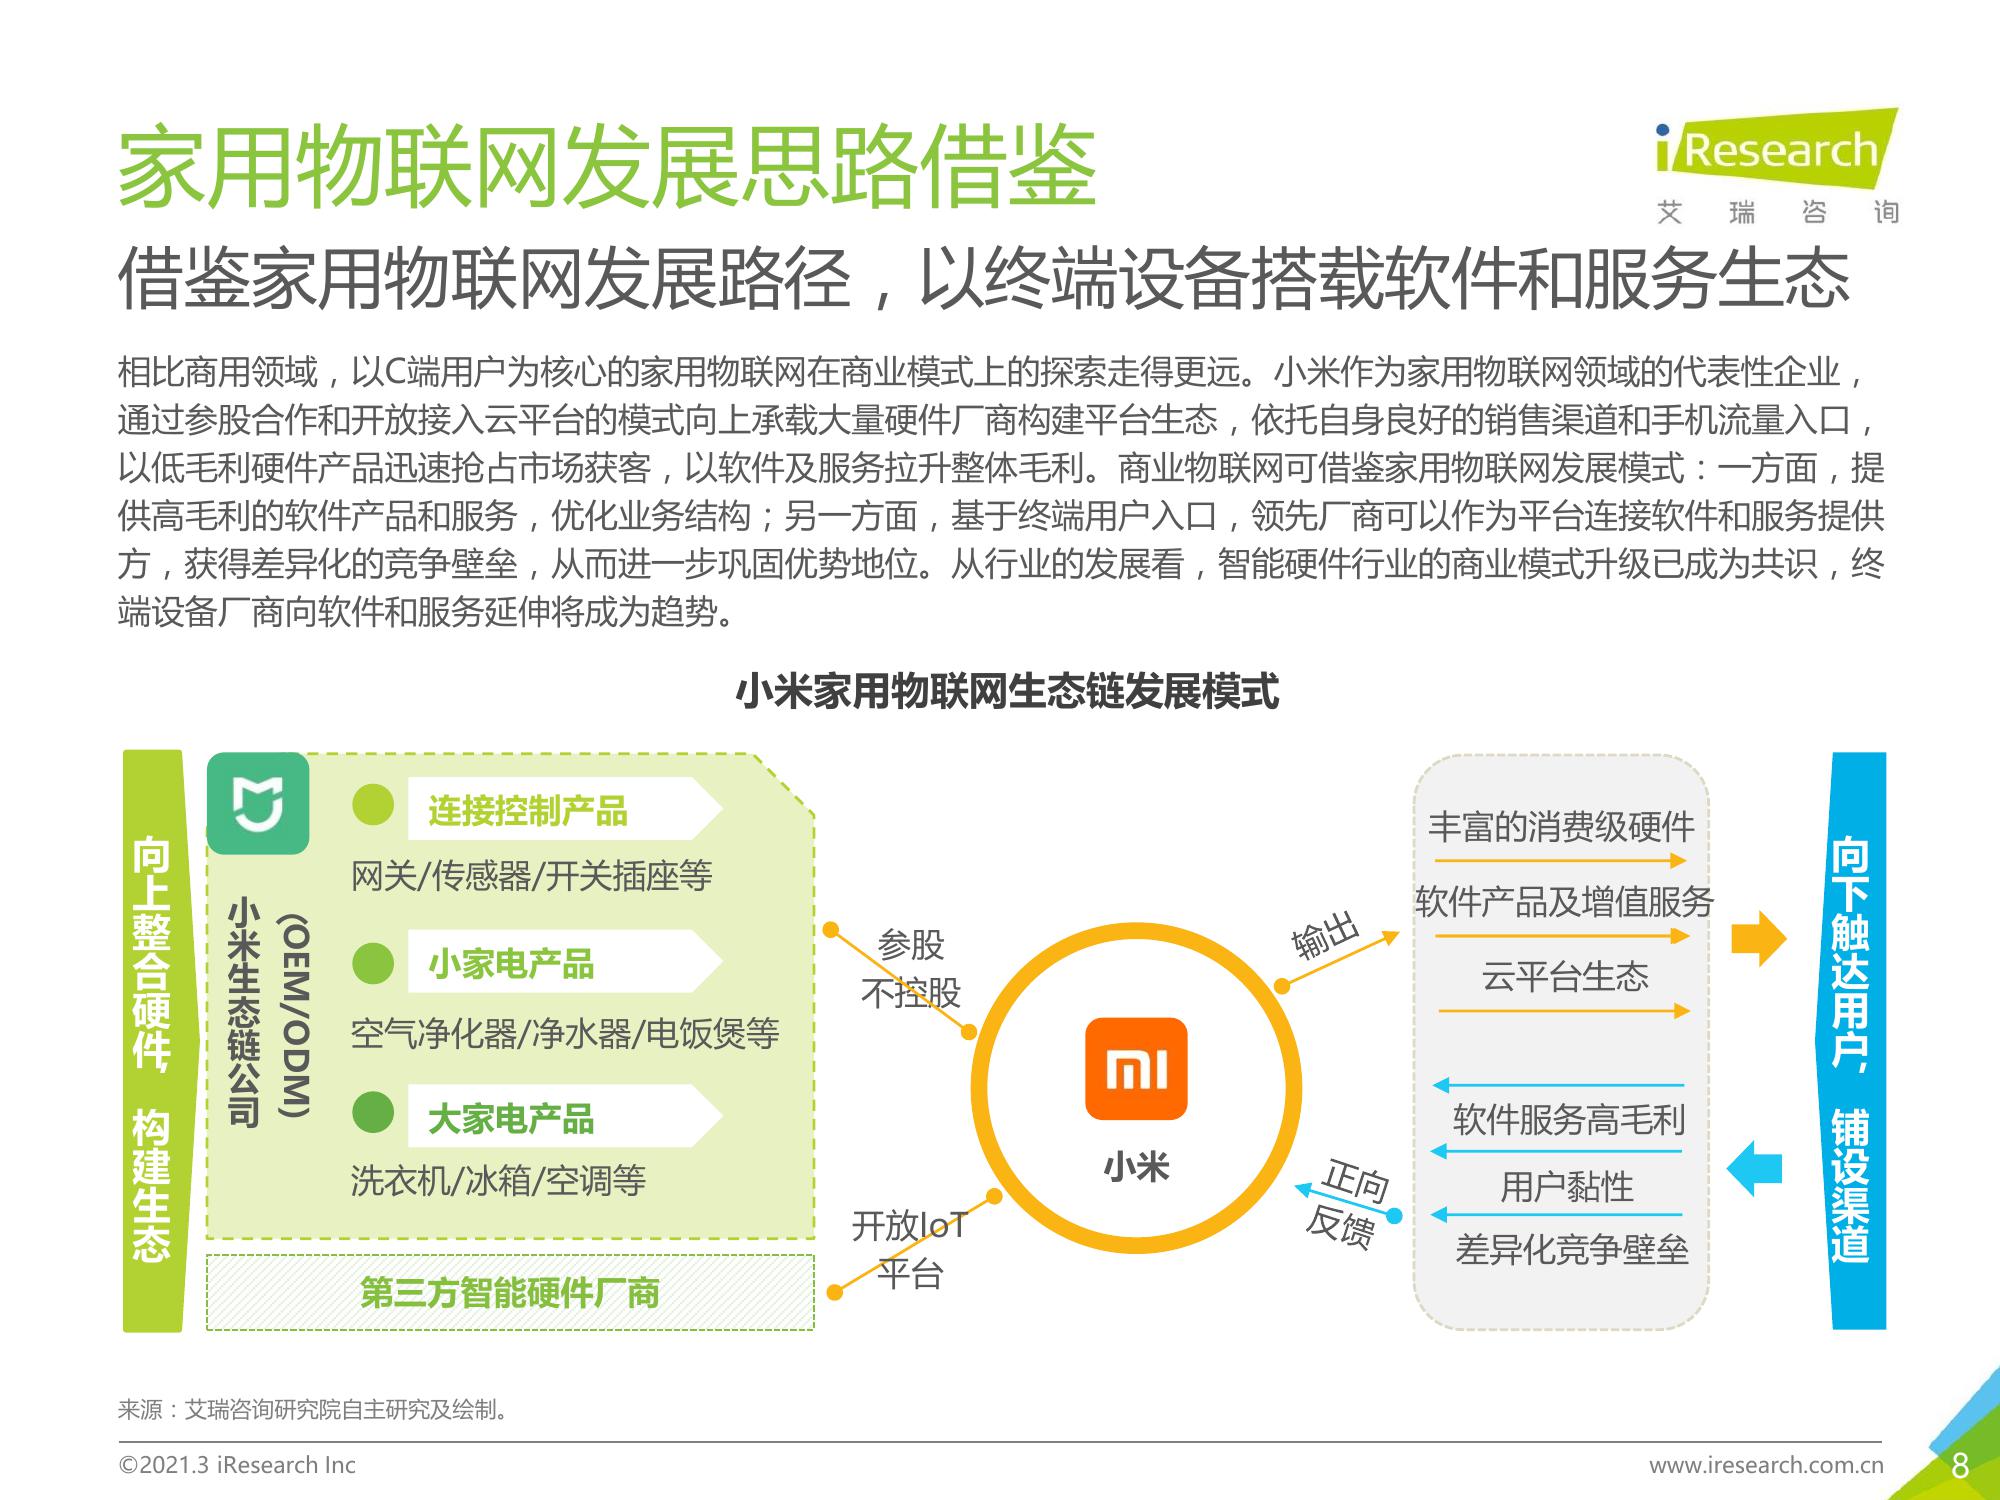 家用物联网发展思路借鉴
iResearch
艾瑞咨询
借鉴家用物联网发展路径，以终端设备搭载软件和服务生态
相比商用领域，以C端用户为核心的家用物联网在商业模式上的探索走得更远。小米作为家用物联网领域的代表性企业，
通过参股合作和开放接入云平台的模式向上承载大量硬件厂商构建平台生态，依托自身良好的销售渠道和手机流量入口，
以低毛利硬件产品迅速抢占市场获客，以软件及服务拉升整体毛利。商业物联网可借鉴家用物联网发展模式：一方面，提
供高毛利的软件产品和服务，优化业务结构；另一方面，基于终端用户入口，领先厂商可以作为平台连接软件和服务提供
方，获得差异化的竞争壁垒，从而进一步巩固优势地位。从行业的发展看，智能硬件行业的商业模式升级已成为共识，终
端设备厂商向软件和服务延伸将成为趋势。
小米家用物联网生态链发展模式
向上整合硬件，构建生态
小米生态链公司
（OEM/ODM）
连接控制产品
网关/传感器/开关插座等
小家电产品
空气净化器/净水器/电饭煲等
大家电产品
洗衣机/冰箱/空调等
第三方智能硬件厂商
参股
不控股
开放IoT
平台
mi
小米
输出
正向
反馈
丰富的消费级硬件
软件产品及增值服务
云平台生态
软件服务高毛利
用户黏性
差异化竞争壁垒
向下触达用户，铺设渠道
来源：艾瑞咨询研究院自主研究及绘制。
©2021.3 iResearch Inc
www.iresearch.com.cn
8